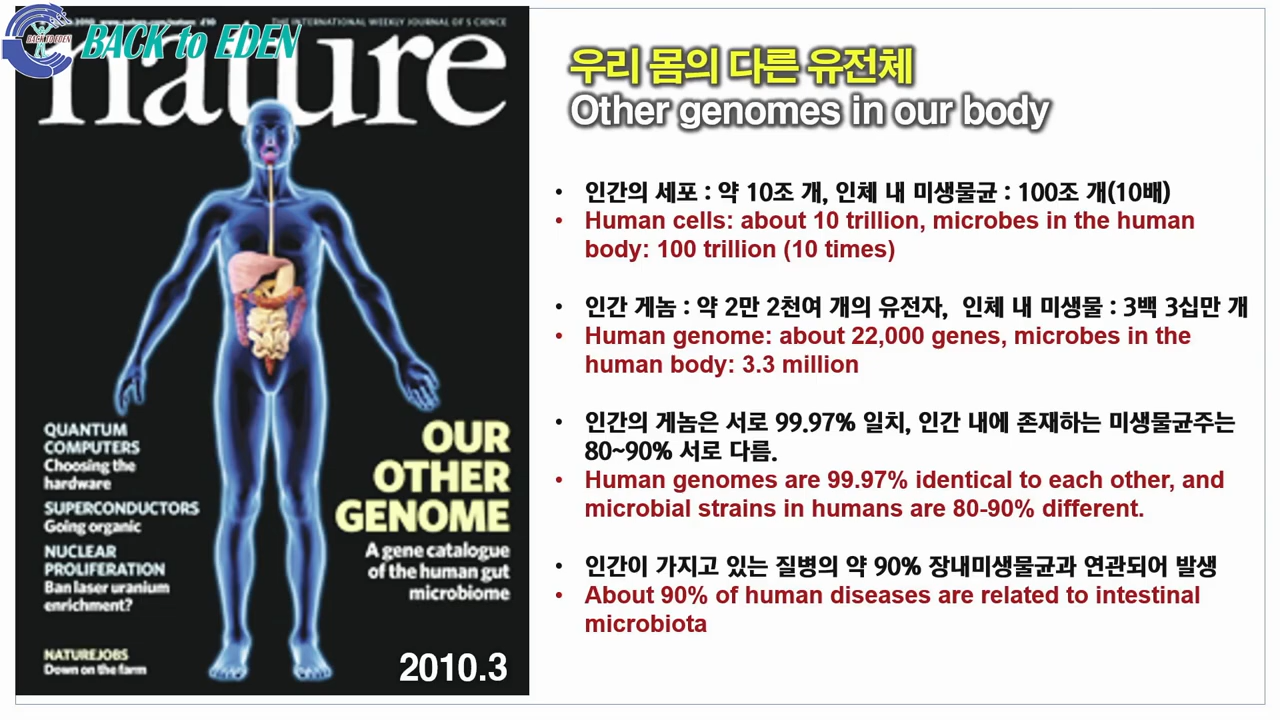 BACK to EDEN
BACK to EDEN
THE INTERNATIONAL WEEKLY JOURNAL OF SCIENCE
nature
QUANTUM
COMPUTERS
Choosing the
hardware
SUPERCONDUCTORS
Going organic
NUCLEAR
PROLIFERATION
Ban laser uranium
enrichment?
NATUREJOBS
Down on the farm
OUR
OTHER
GENOME
A gene catalogue
of the human gut
microbiome
2010.3
우리 몸의 다른 유전체
Other genomes in our body
• 인간의 세포 : 약 10조 개, 인체 내 미생물균 : 100조 개(10배)
• Human cells: about 10 trillion, microbes in the human
body: 100 trillion (10 times)
• 인간 게놈 : 약 2만 2천여 개의 유전자, 인체 내 미생물 : 3백 3십만 개
• Human genome: about 22,000 genes, microbes in the
human body: 3.3 million
• 인간의 게놈은 서로 99.97% 일치, 인간 내에 존재하는 미생물균주는
80~90% 서로 다름.
• Human genomes are 99.97% identical to each other, and
microbial strains in humans are 80-90% different.
• 인간이 가지고 있는 질병의 약 90% 장내미생물균과 연관되어 발생
• About 90% of human diseases are related to intestinal
microbiota